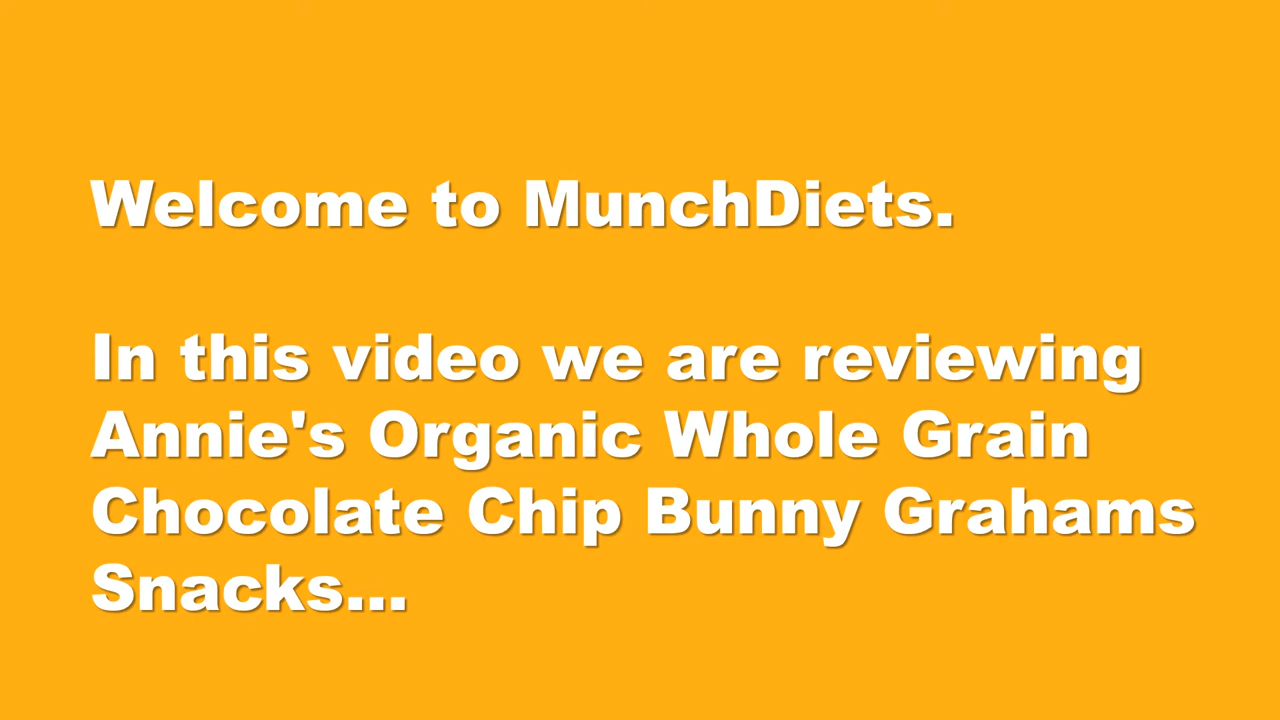 Welcome to MunchDiets.
In this video we are reviewing
Annie's Organic Whole Grain
Chocolate Chip Bunny Grahams
Snacks...